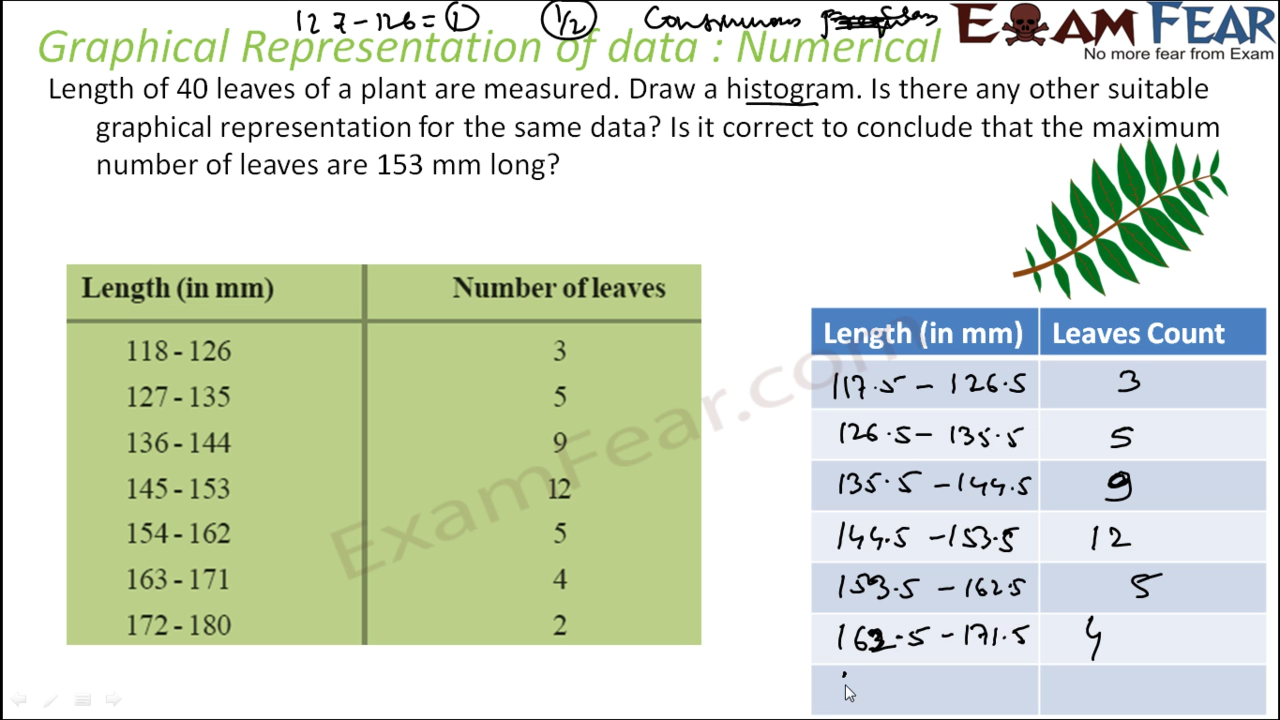 127-126=1 1/2 Continuous Class
EXAM FEAR
No more fear from Exam
Graphical Representation of data : Numerical
Length of 40 leaves of a plant are measured. Draw a histogram. Is there any other suitable
graphical representation for the same data? Is it correct to conclude that the maximum
number of leaves are 153 mm long?
Length (in mm) Number of leaves
118 - 126 3
127 - 135 5
136 - 144 9
145 - 153 12
154 - 162 5
163 - 171 4
172 - 180 2
Length (in mm) Leaves Count
117.5 - 126.5 3
126.5 - 135.5 5
135.5 - 144.5 9
144.5 - 153.5 12
153.5 - 162.5 5
162.5 - 171.5 4
ExamFear.com